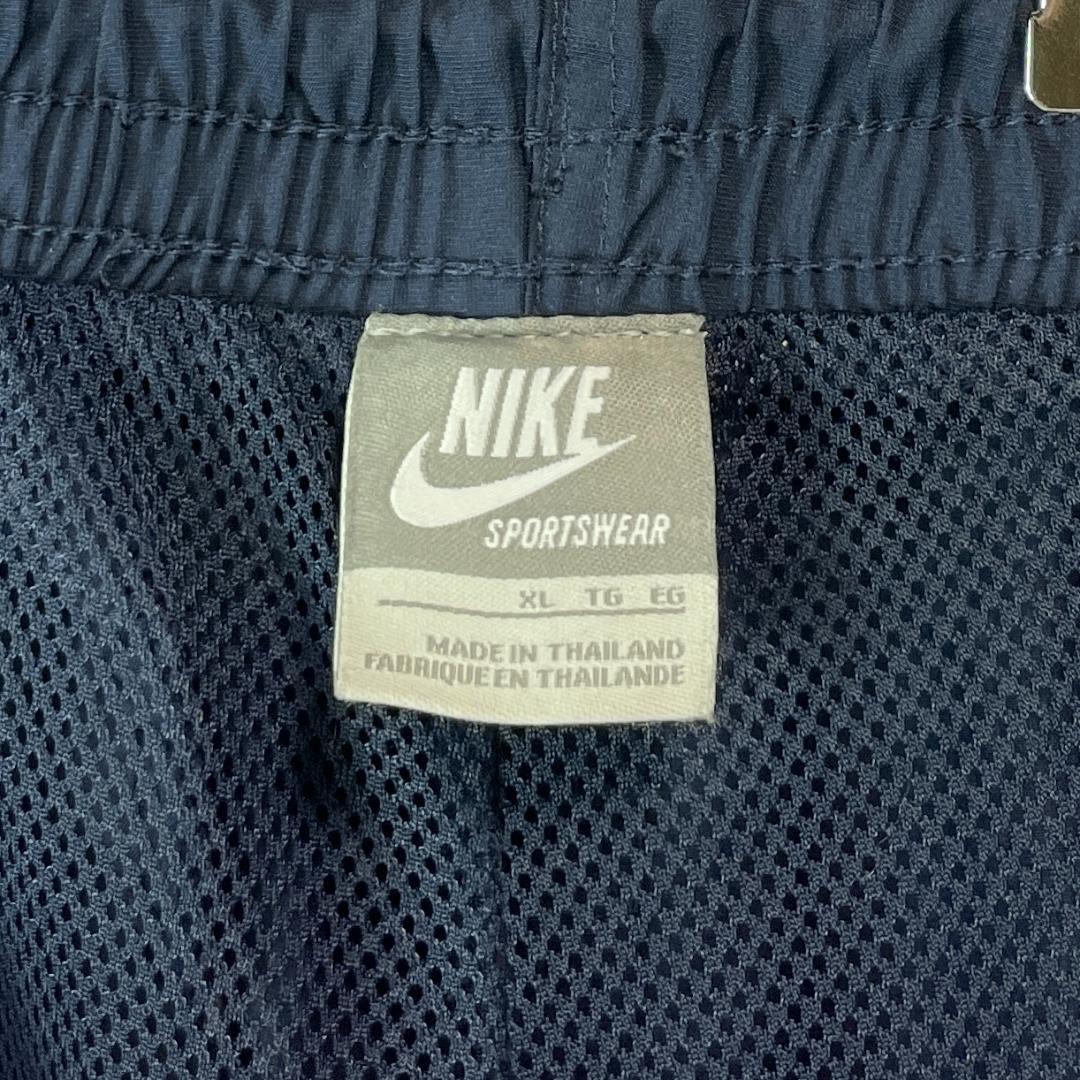 NIKE
SPORTSWEAR
XL TG EG
MADE IN THAILAND
FABRIQUE EN THAILANDE